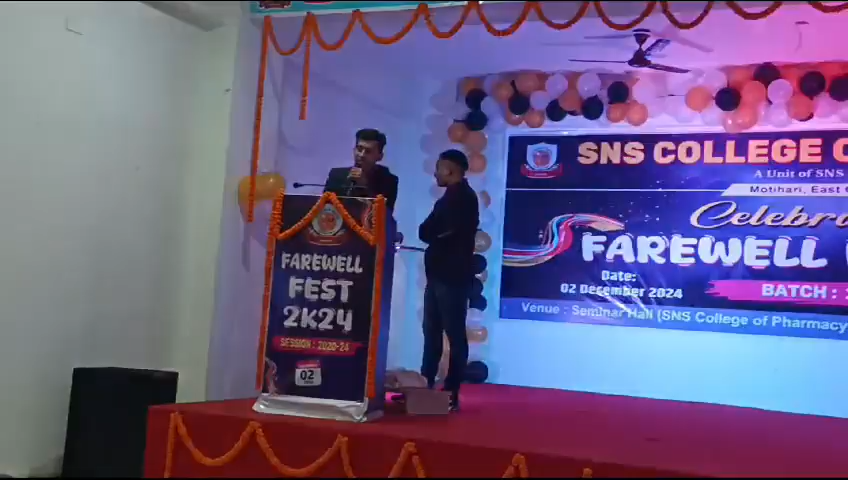 SNS COLLEGE
A Unit of SNS
Motihari, EAST
FAREWELL
Date:
02 December 2024
BATCH :
Venue : Seminar Hall (SNS College of Pharmacy
FAREWELL
FEST
2K24
SESSION : 2020-24
02